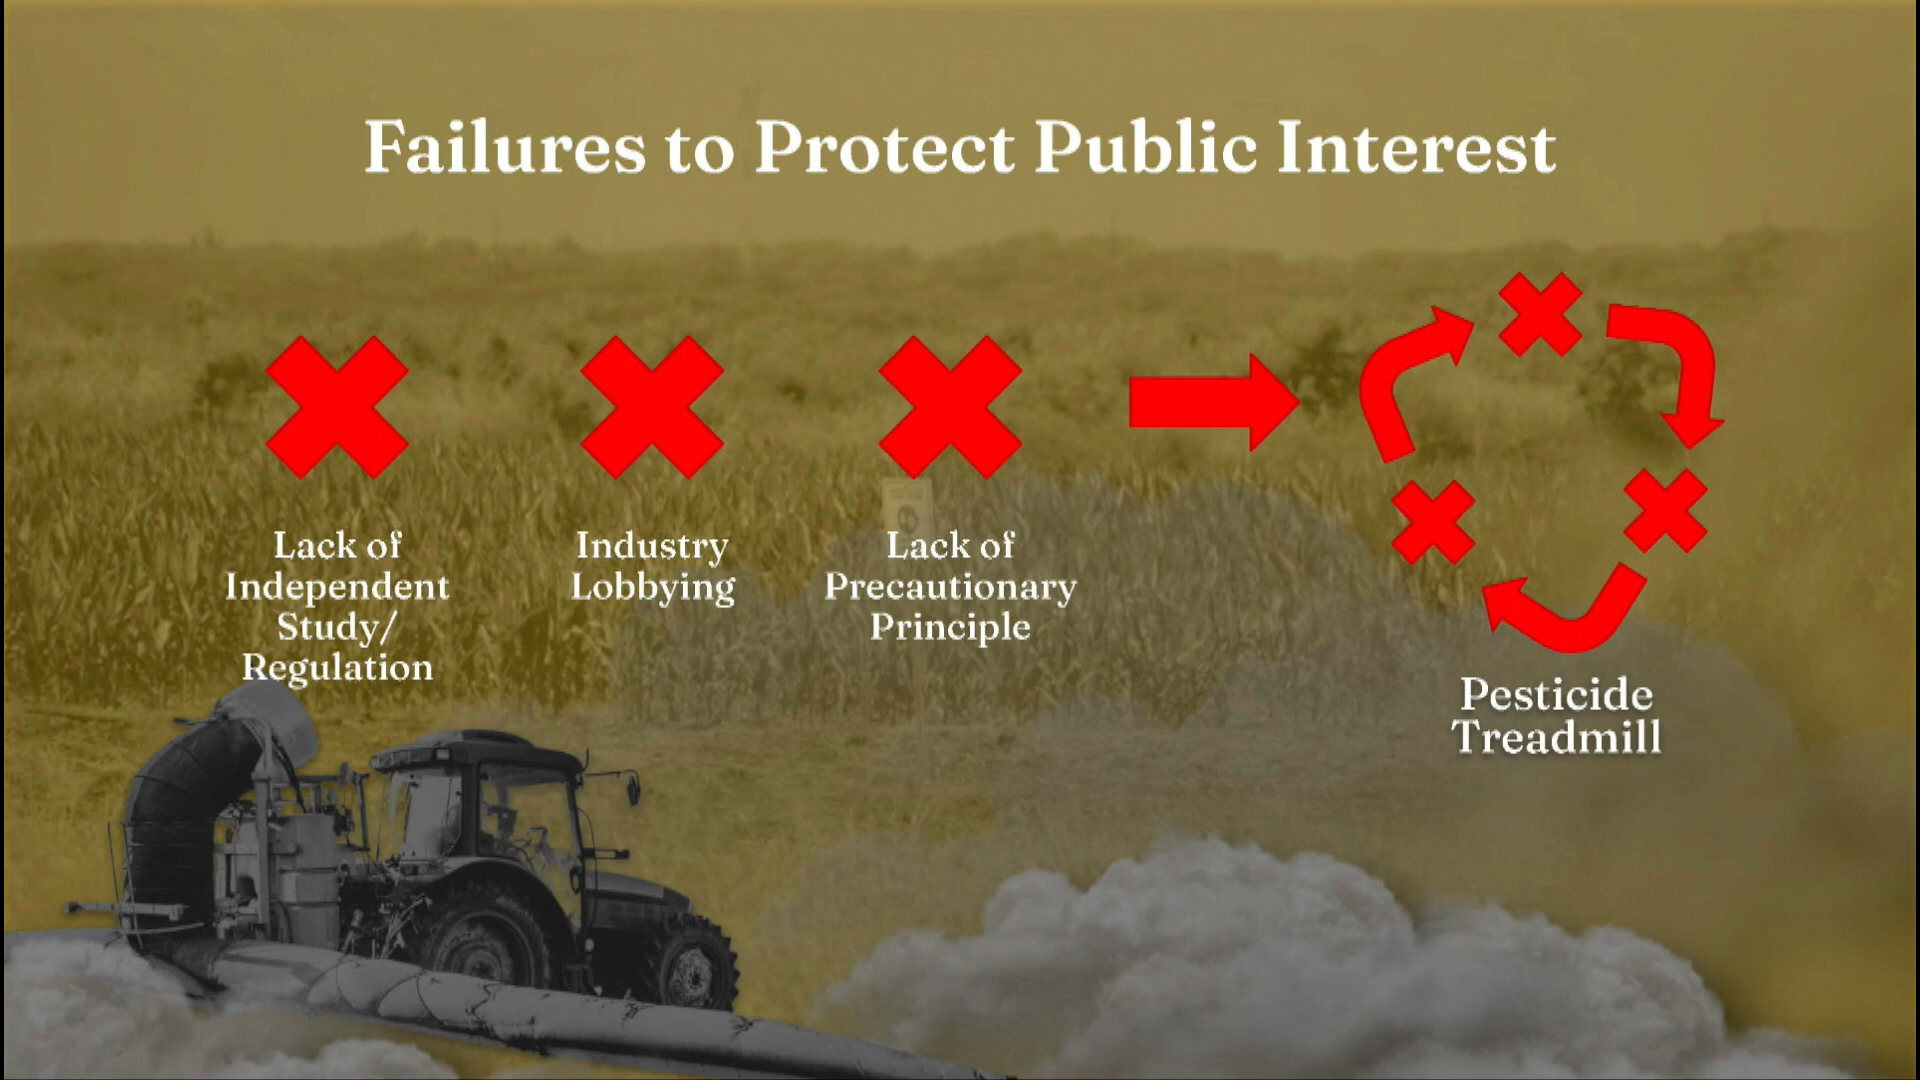 Failures to Protect Public Interest
Lack of
Independent
Study/
Regulation
Industry
Lobbying
Lack of
Precautionary
Principle
Pesticide
Treadmill